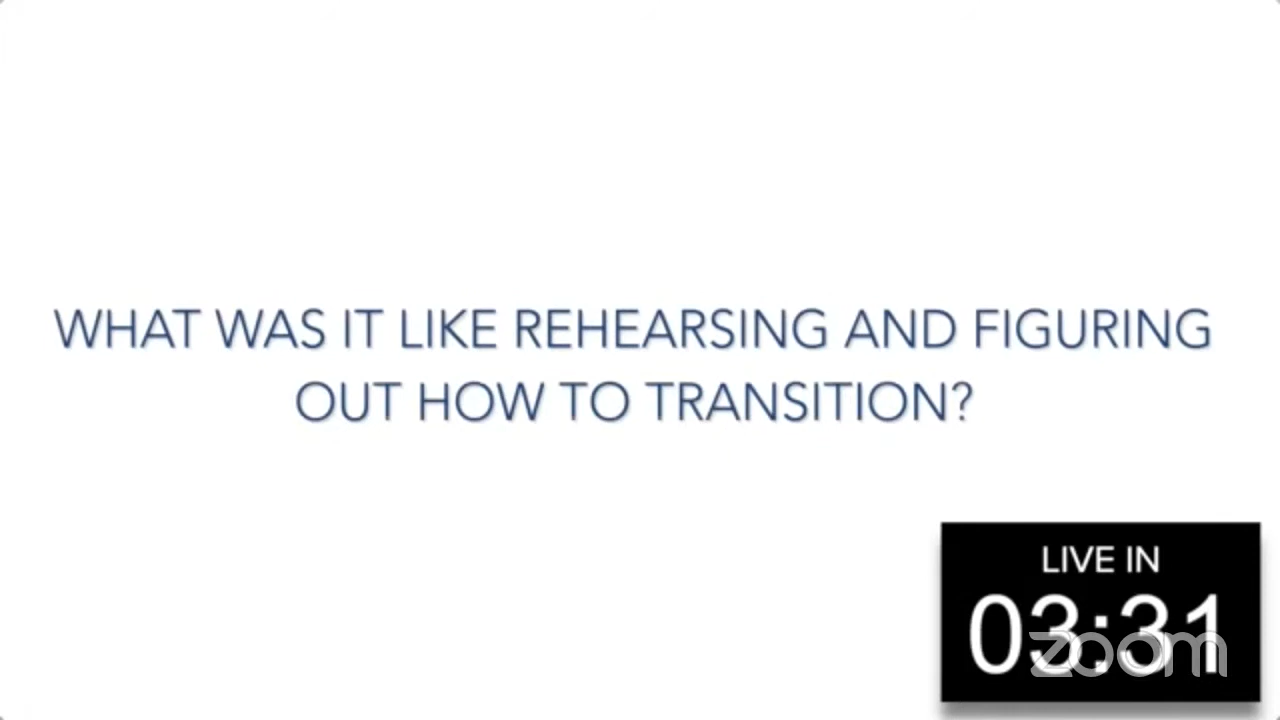 WHAT WAS IT LIKE REHEARSING AND FIGURING
OUT HOW TO TRANSITION?
LIVE IN
03:31
zoom